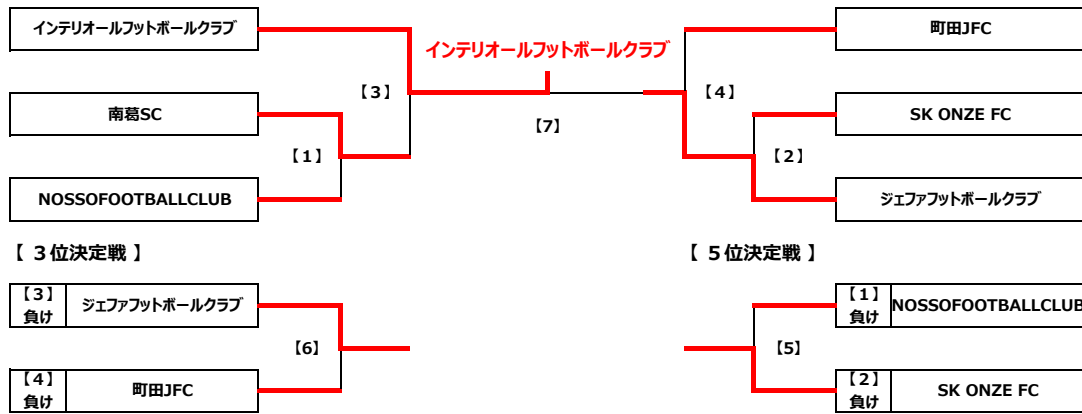 インテリオールフットボールクラブ
町田JFC
インテリオールフットボールクラブ
【3】
【4】
南葛SC
SK ONZE FC
【7】
【1】
【2】
NOSSOFOOTBALLCLUB
ジェファフットボールクラブ
【 3位決定戦 】
【 5位決定戦 】
【3】
負け
ジェファフットボールクラブ
【1】
負け
NOSSOFOOTBALLCLUB
【6】
【5】
【4】
負け
町田JFC
【2】
負け
SK ONZE FC